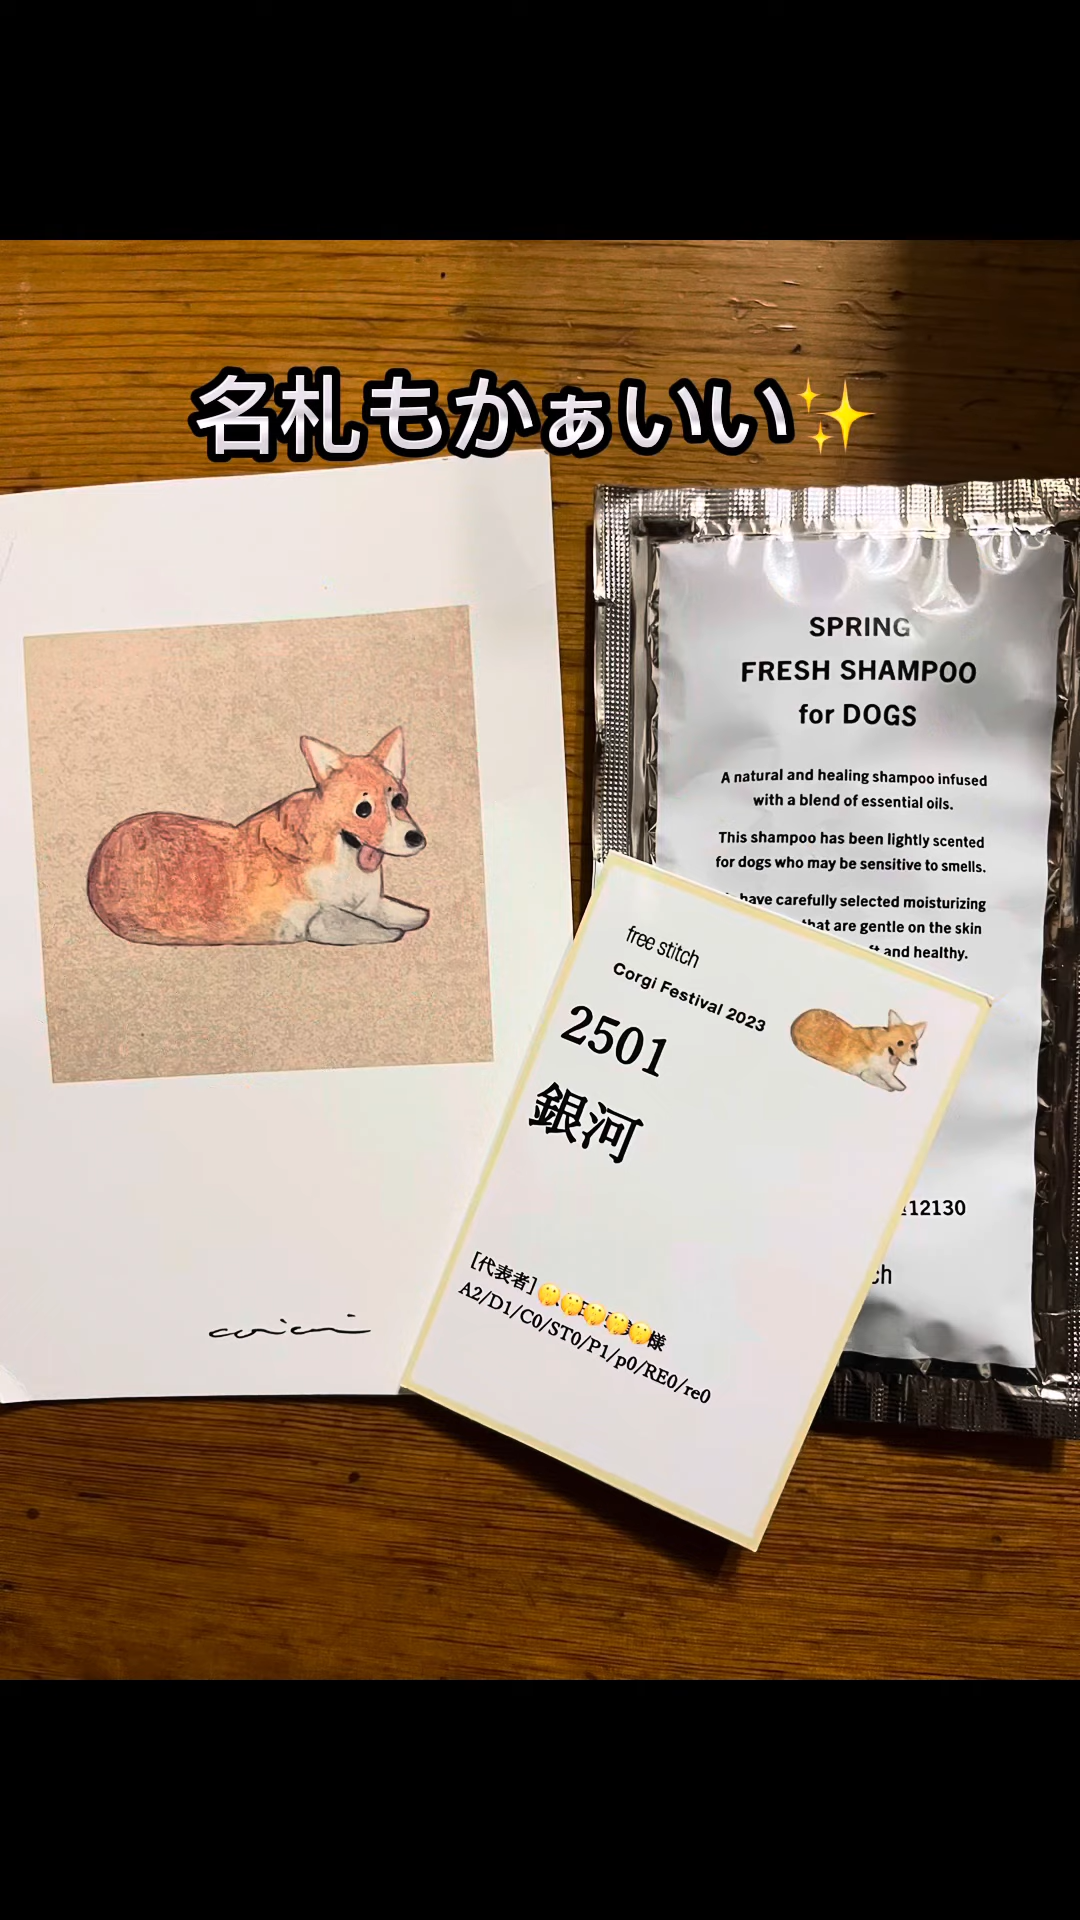 名札もかぁいい✨
SPRING
FRESH SHAMPOO
for DOGS
A natural and healing shampoo infused
with a blend of essential oils.
This shampoo has been lightly scented
for dogs who may be sensitive to smells.
have carefully selected moisturizing
that are gentle on the skin
and healthy.
12130
free stitch
Corgi Festival 2023
2501
銀河
[代表者]
様
A2/D1/C0/ST0/P1/p0/RE0/re0